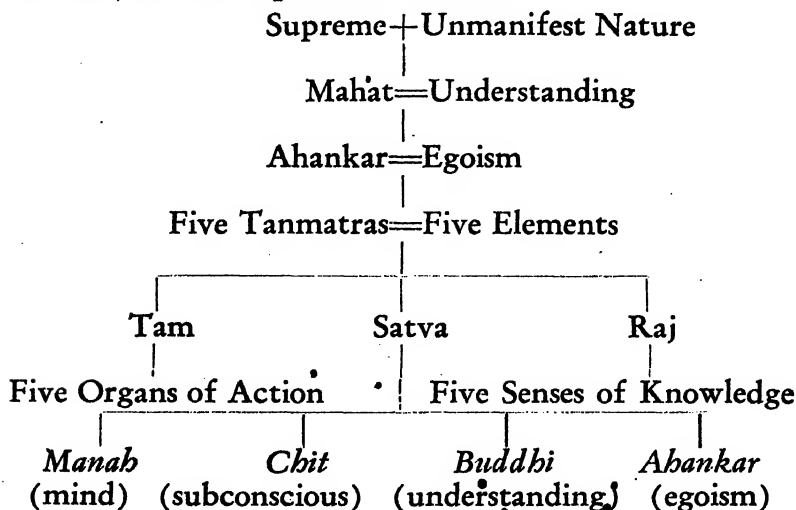 Supreme+Unmanifest Nature
Mahat=Understanding
Ahankar=Egoism
Five Tanmatras=Five Elements
Tam Satva Raj
Five Organs of Action Five Senses of Knowledge
Manah Chit Buddhi Ahankar
(mind) (subconscious) (understanding) (egoism)